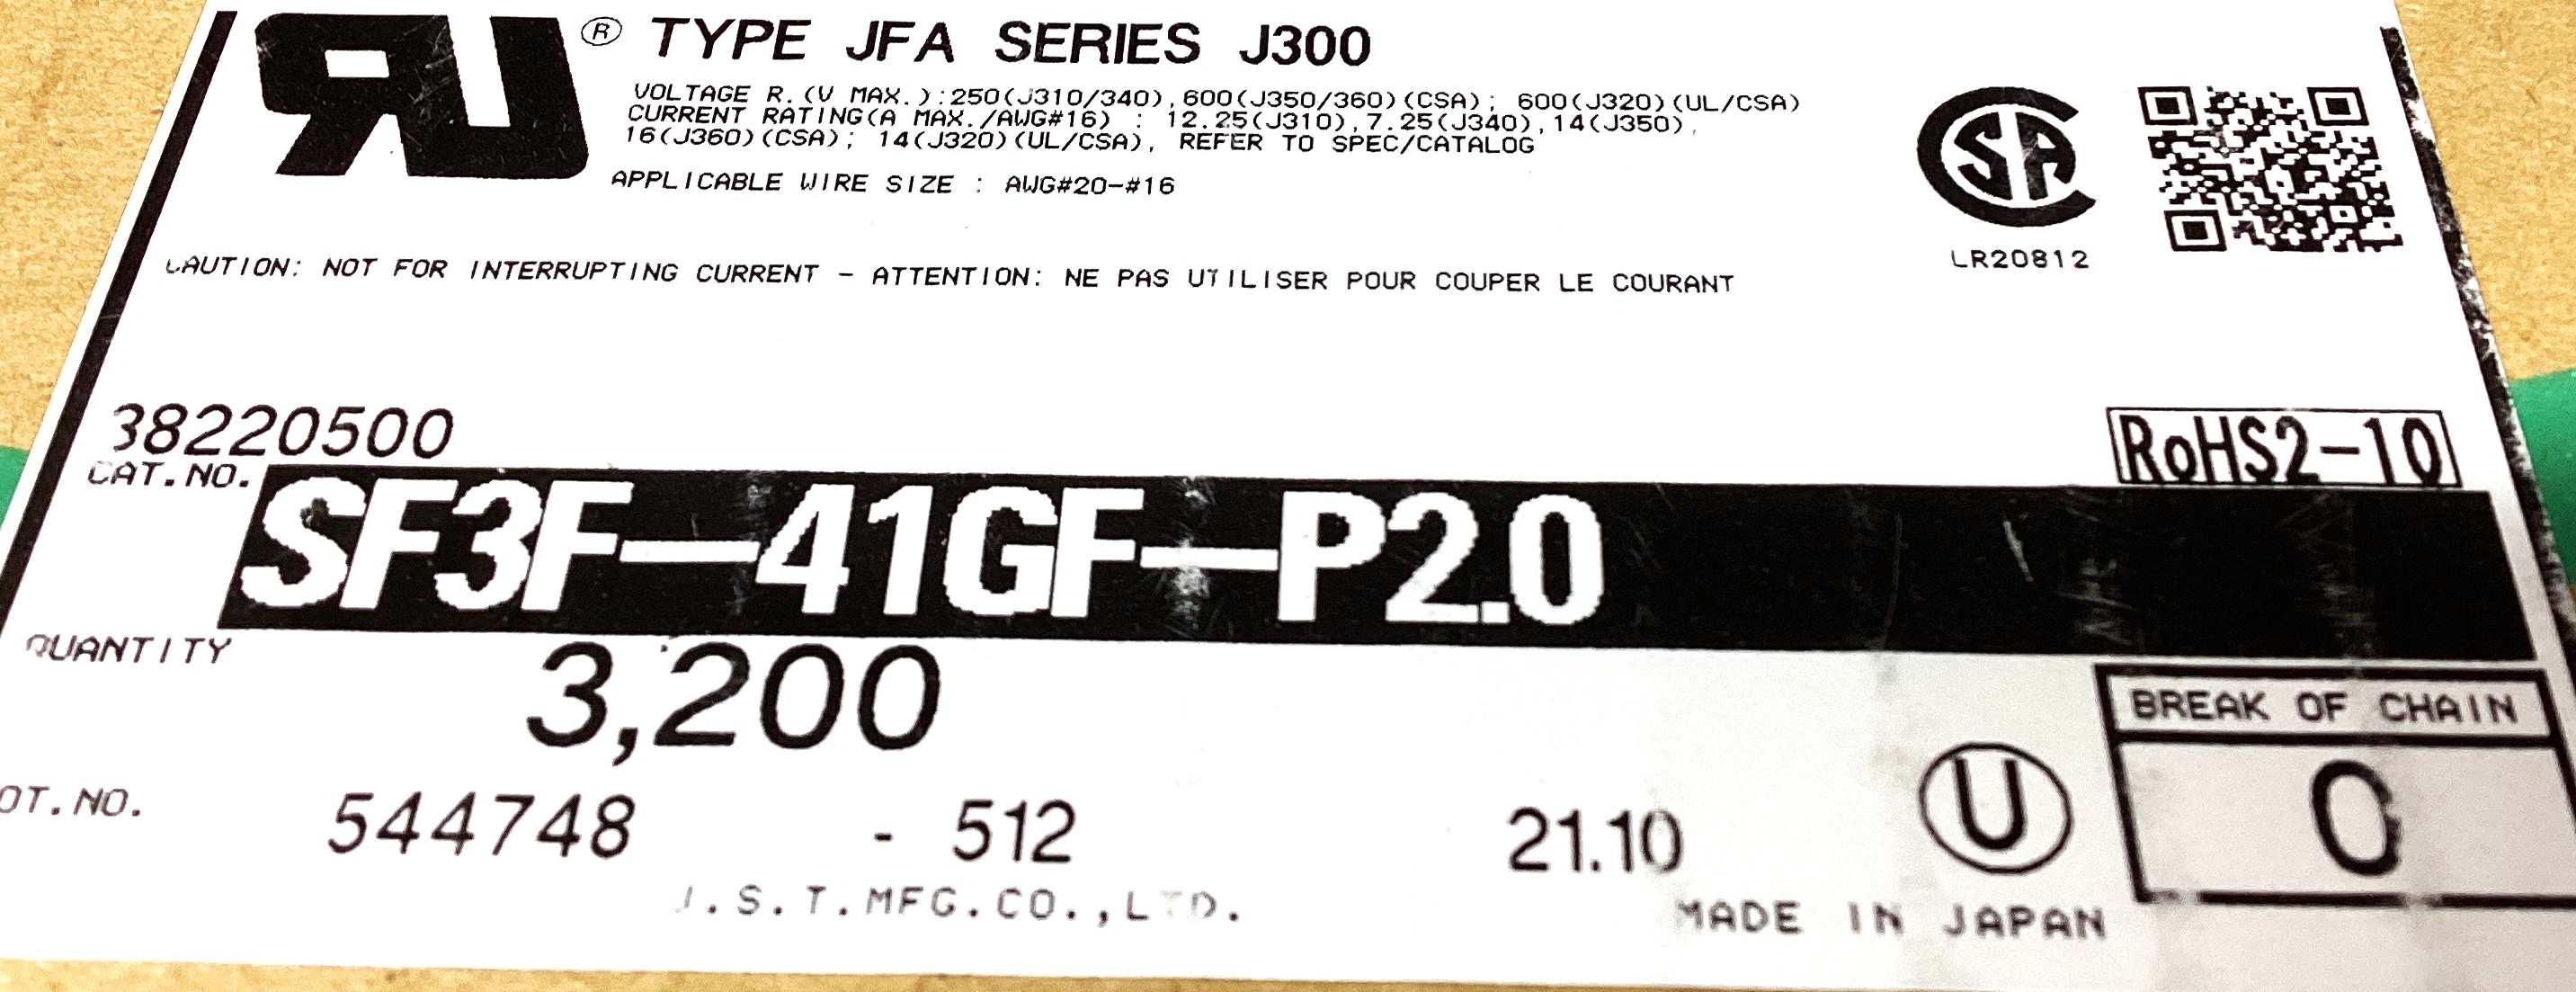 ® TYPE JFA SERIES J300
VOLTAGE R.(V MAX.):250(J310/340),600(J350/360)(CSA); 600(J320)(UL/CSA)
CURRENT RATING(A MAX./AWG#16) : 12.25(J310),7.25(J340),14(J350),
16(J360)(CSA); 14(J320)(UL/CSA), REFER TO SPEC/CATALOG
APPLICABLE WIRE SIZE : AWG#20-#16
CSA
LR20812
CAUTION: NOT FOR INTERRUPTING CURRENT - ATTENTION: NE PAS UTILISER POUR COUPER LE COURANT
38220500
RoHS2-10
CAT.NO. SF3F-41GF-P2.0
QUANTITY 3,200
BREAK OF CHAIN
0
OT.NO. 544748 - 512 21.10 U
J.S.T.MFG.CO.,LTD.
MADE IN JAPAN